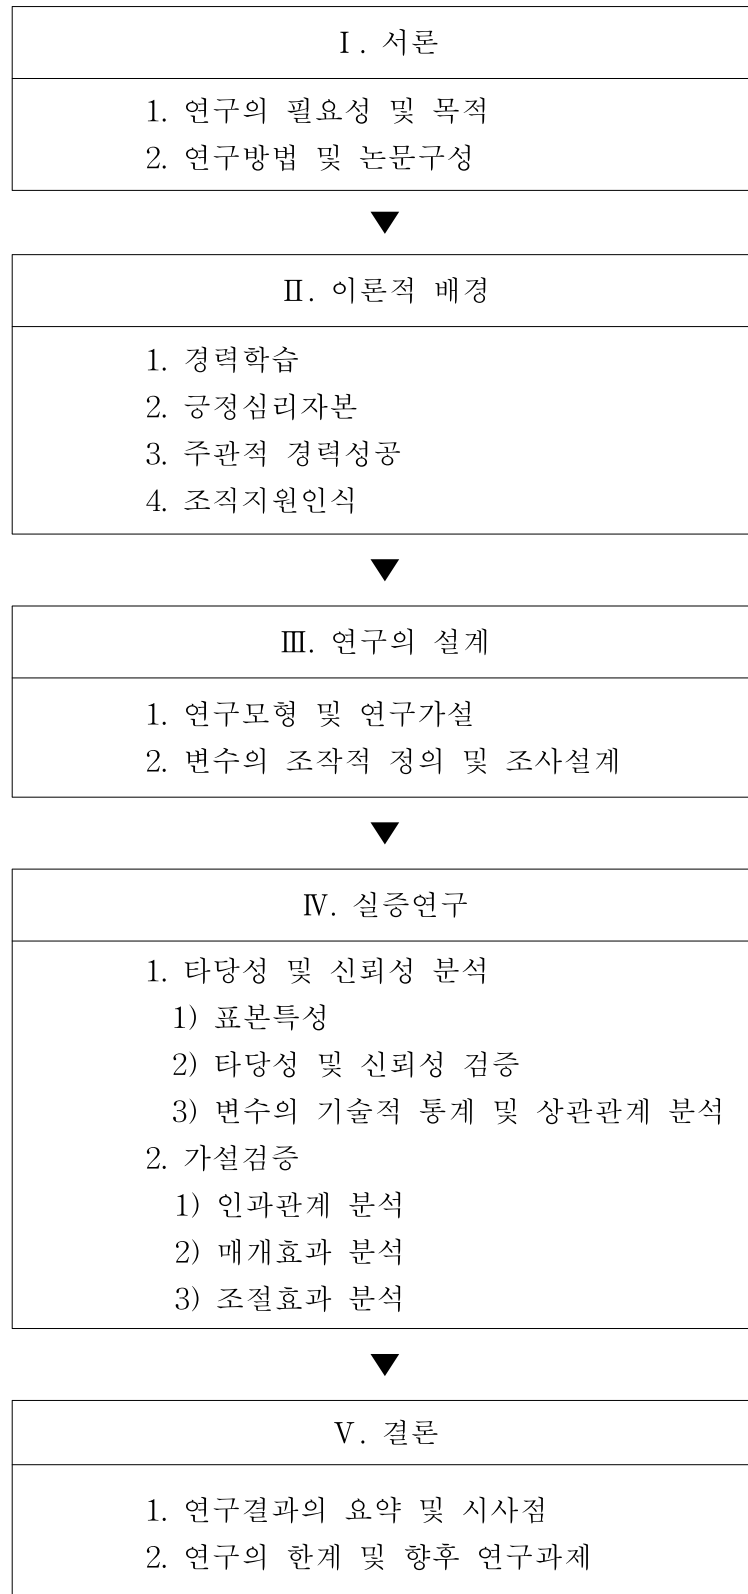 Ⅰ. 서론
1. 연구의 필요성 및 목적
2. 연구방법 및 논문구성
▼
Ⅱ. 이론적 배경
1. 경력학습
2. 긍정심리자본
3. 주관적 경력성공
4. 조직지원인식
▼
Ⅲ. 연구의 설계
1. 연구모형 및 연구가설
2. 변수의 조작적 정의 및 조사설계
▼
Ⅳ. 실증연구
1. 타당성 및 신뢰성 분석
1) 표본특성
2) 타당성 및 신뢰성 검증
3) 변수의 기술적 통계 및 상관관계 분석
2. 가설검증
1) 인과관계 분석
2) 매개효과 분석
3) 조절효과 분석
▼
Ⅴ. 결론
1. 연구결과의 요약 및 시사점
2. 연구의 한계 및 향후 연구과제